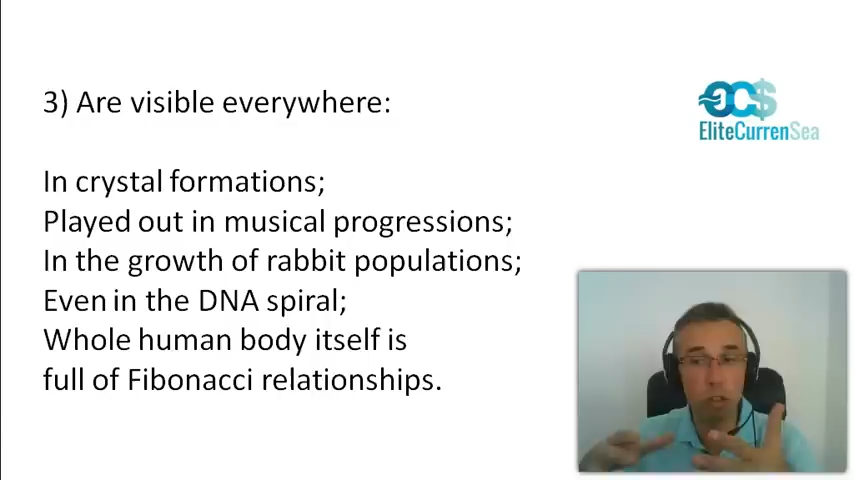 3) Are visible everywhere:
ECS
EliteCurrenSea
In crystal formations;
Played out in musical progressions;
In the growth of rabbit populations;
Even in the DNA spiral;
Whole human body itself is
full of Fibonacci relationships.